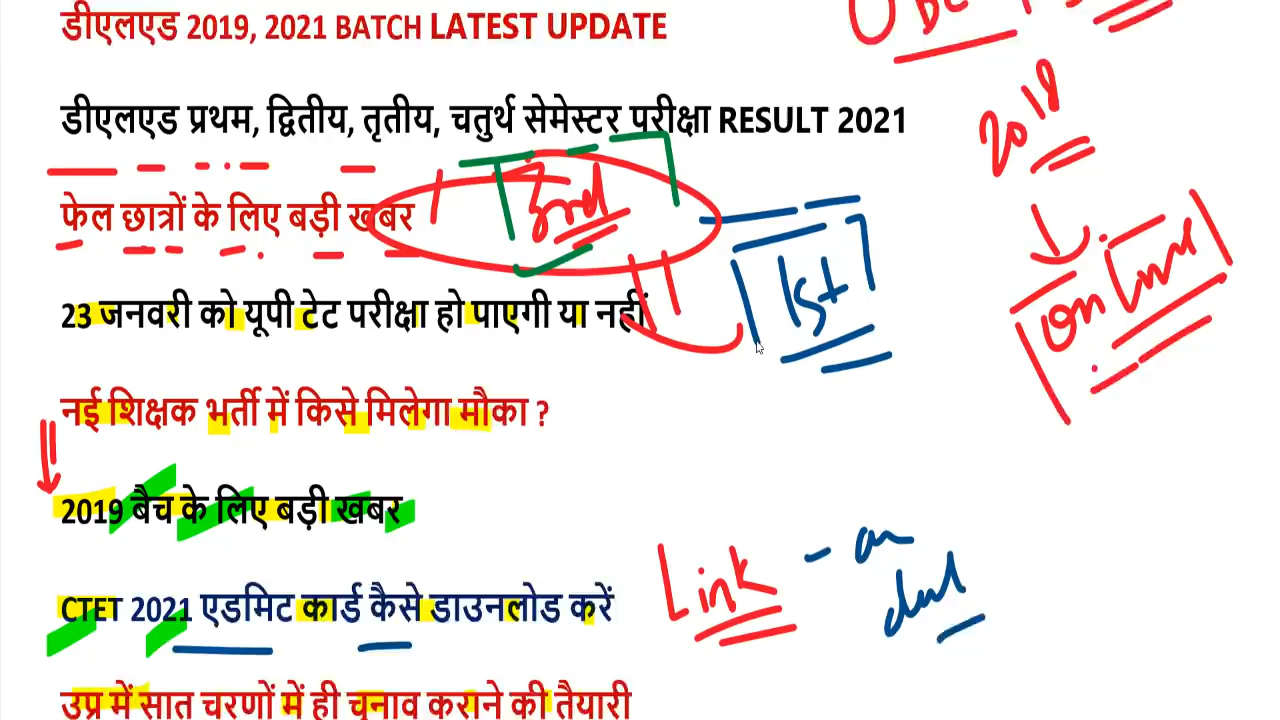 डीएलएड 2019, 2021 BATCH LATEST UPDATE
डीएलएड प्रथम, द्वितीय, तृतीय, चतुर्थ सेमेस्टर परीक्षा RESULT 2021
2018
फेल छात्रों के लिए बड़ी खबर
3rd
1st
online
23 जनवरी को यूपी टेट परीक्षा हो पाएगी या नहीं
नई शिक्षक भर्ती में किसे मिलेगा मौका ?
2019 बैच के लिए बड़ी खबर
Link
CTET 2021 एडमिट कार्ड कैसे डाउनलोड करें
उप्र में सात चरणों में ही चुनाव कराने की तैयारी